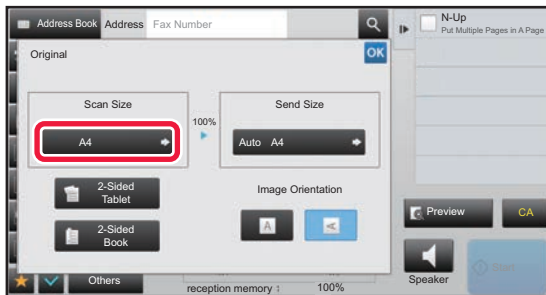 Address Book Address Fax Number
N-Up
Put Multiple Pages in A Page
Original
OK
Scan Size
100%
Send Size
A4
Auto A4
2-Sided
Tablet
Image Orientation
2-Sided
Book
A
A
Preview
CA
Others
reception memory : 100%
Speaker
Start